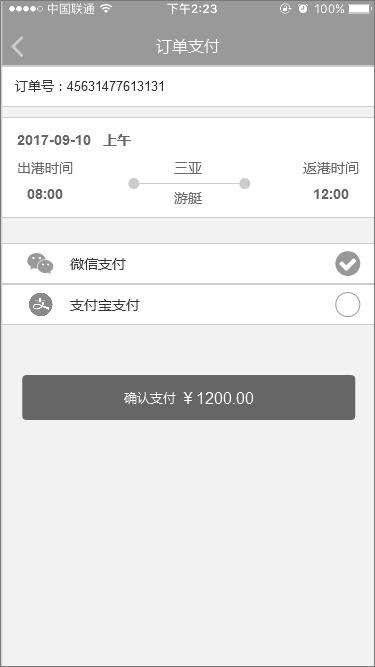 中国联通 下午2:23 100%
订单支付
订单号：45631477613131
2017-09-10 上午
出港时间 三亚 返港时间
08:00 游艇 12:00
微信支付
支 支付宝支付
确认支付 ￥1200.00